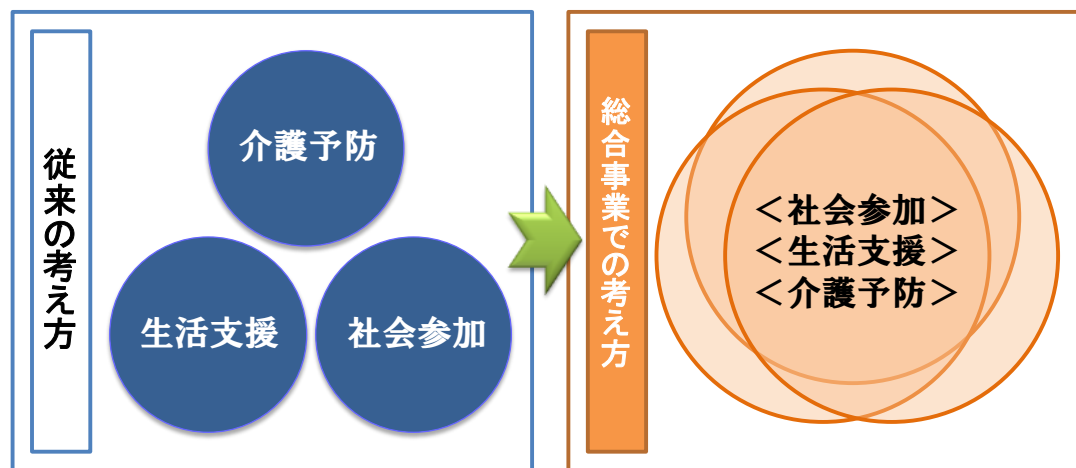 従来の考え方
介護予防
生活支援
社会参加
総合事業での考え方
＜社会参加＞
＜生活支援＞
＜介護予防＞